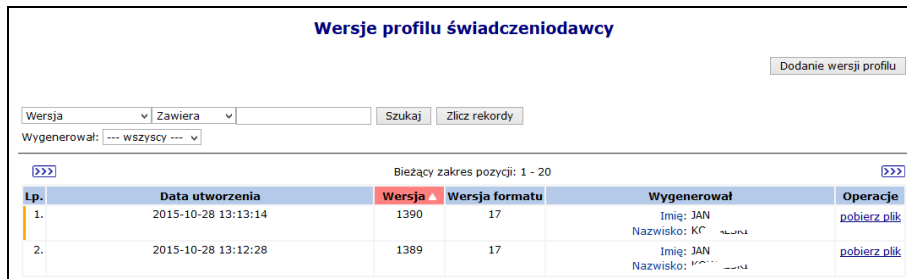 Wersje profilu świadczeniodawcy
Dodanie wersji profilu
Wersja Zawiera Szukaj Zlicz rekordy
Wygenerował: --- wszyscy ---
>>> Bieżący zakres pozycji: 1 - 20 >>>
Lp. Data utworzenia Wersja Wersja formatu Wygenerował Operacje
1. 2015-10-28 13:13:14 1390 17 Imię: JAN pobierz plik
Nazwisko:
2. 2015-10-28 13:12:28 1389 17 Imię: JAN pobierz plik
Nazwisko: